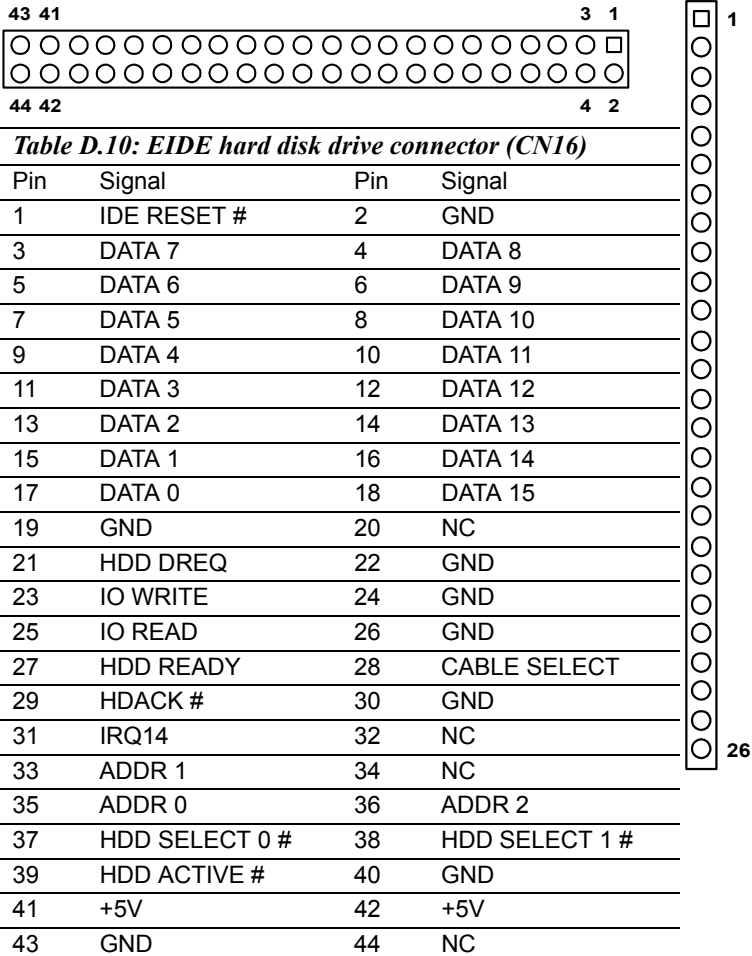 43 41 3 1
44 42 4 2
1
26
Table D.10: EIDE hard disk drive connector (CN16)
Pin Signal Pin Signal
1 IDE RESET # 2 GND
3 DATA 7 4 DATA 8
5 DATA 6 6 DATA 9
7 DATA 5 8 DATA 10
9 DATA 4 10 DATA 11
11 DATA 3 12 DATA 12
13 DATA 2 14 DATA 13
15 DATA 1 16 DATA 14
17 DATA 0 18 DATA 15
19 GND 20 NC
21 HDD DREQ 22 GND
23 IO WRITE 24 GND
25 IO READ 26 GND
27 HDD READY 28 CABLE SELECT
29 HDACK # 30 GND
31 IRQ14 32 NC
33 ADDR 1 34 NC
35 ADDR 0 36 ADDR 2
37 HDD SELECT 0 # 38 HDD SELECT 1 #
39 HDD ACTIVE # 40 GND
41 +5V 42 +5V
43 GND 44 NC